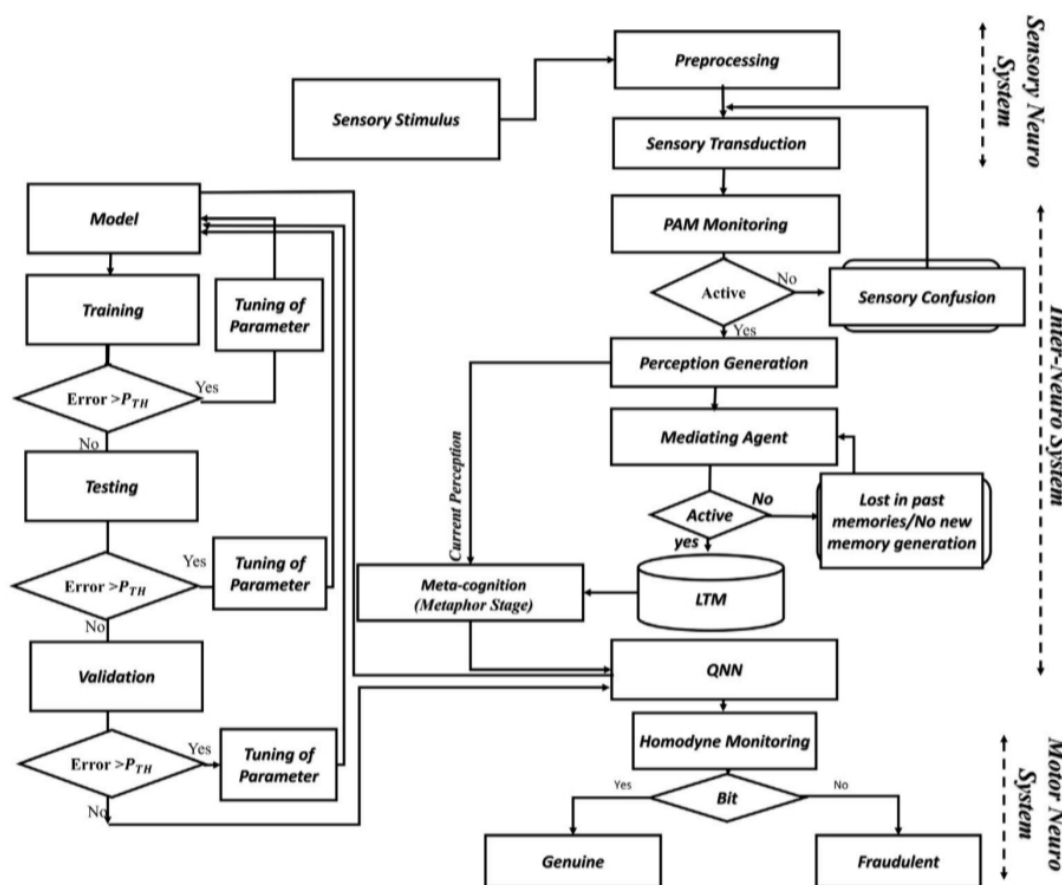 Preprocessing
Sensory Neuro
System
Sensory Stimulus
Sensory Transduction
Model
PAM Monitoring
Active
No
Sensory Confusion
Yes
Training
Tuning of
Parameter
Error >P_TH
Yes
No
Perception Generation
Current Perception
Mediating Agent
Inter-Neuro System
Active
No
yes
Lost in past
memories/No new
memory generation
Testing
Error >P_TH
Yes
Tuning of
Parameter
No
Meta-cognition
(Metaphor Stage)
LTM
Validation
QNN
Error >P_TH
Yes
Tuning of
Parameter
No
Homodyne Monitoring
Bit
Yes
No
Motor Neuro
System
Genuine
Fraudulent